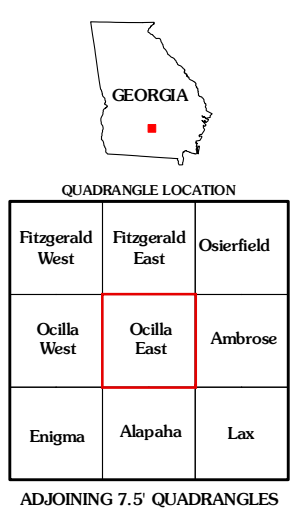 GEORGIA
QUADRANGLE LOCATION
Fitzgerald
West
Fitzgerald
East
Osierfield
Ocilla
West
Ocilla
East
Ambrose
Enigma
Alapaha
Lax
ADJOINING 7.5' QUADRANGLES